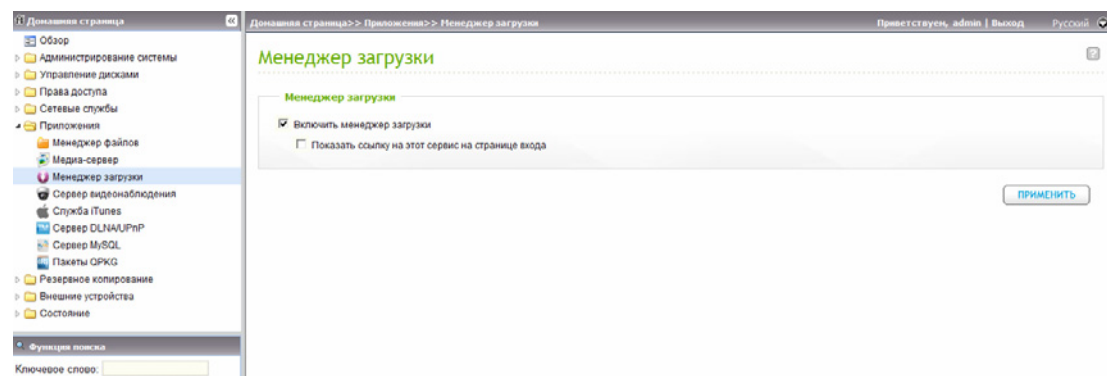 Домашняя страница
Домашняя страница>> Приложения>> Менеджер загрузки
Приветствуем, admin | Выход
Русский
Обзор
Администрирование системы
Управление дисками
Права доступа
Сетевые службы
Приложения
Менеджер файлов
Медиа-сервер
Менеджер загрузки
Сервер видеонаблюдения
Служба iTunes
Сервер DLNA/UPnP
Сервер MySQL
Пакеты QPKG
Резервное копирование
Внешние устройства
Состояние
Функция поиска
Ключевое слово:
Менеджер загрузки
Менеджер загрузки
Включить менеджер загрузки
Показать ссылку на этот сервис на странице входа
ПРИМЕНИТЬ